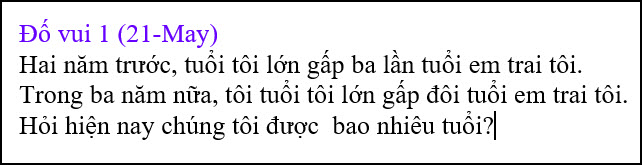 Đố vui 1 (21-May)
Hai năm trước, tuổi tôi lớn gấp ba lần tuổi em trai tôi.
Trong ba năm nữa, tôi tuổi tôi lớn gấp đôi tuổi em trai tôi.
Hỏi hiện nay chúng tôi được  bao nhiêu tuổi?